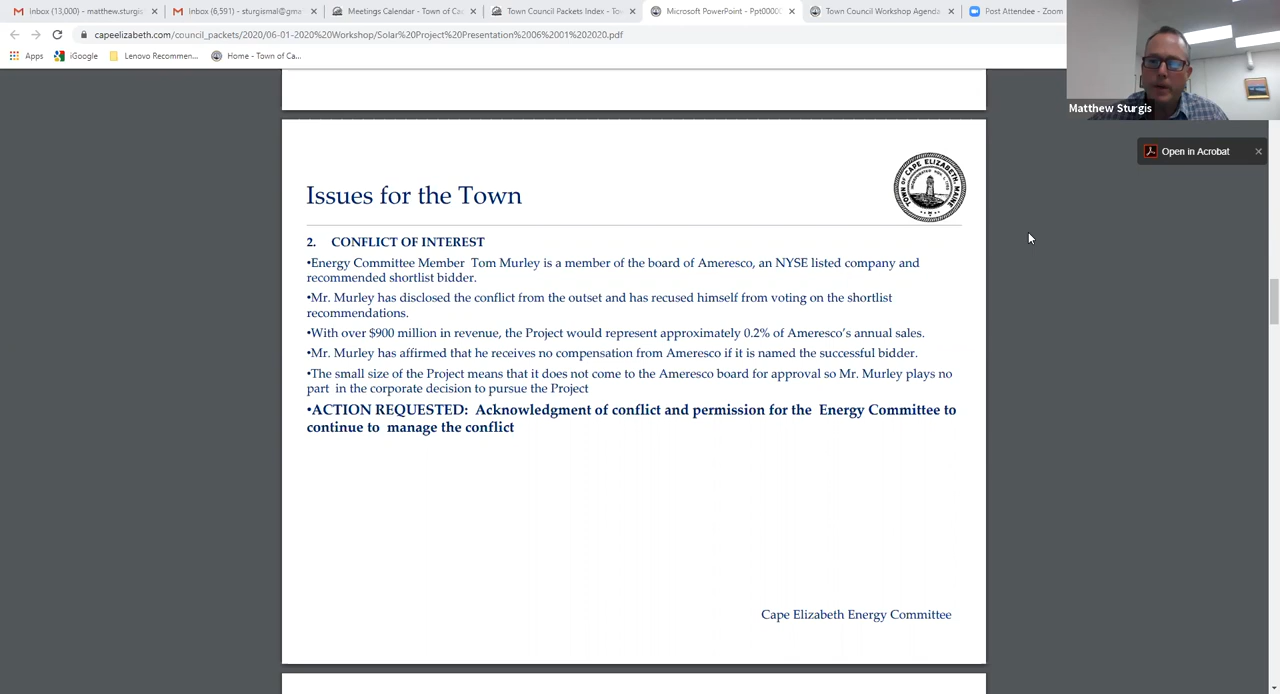 Inbox (13,000) - matthew.sturgis
Inbox (6,591) - sturgismal@gma
Meetings Calendar - Town of Ca
Town Council Packets Index - To
Microsoft PowerPoint - Ppt0000
Town Council Workshop Agenda
Post Attendee - Zoom
capeelizabeth.com/council_packets/2020/06-01-2020%20Workshop/Solar%20Project%20Presentation%2006%2001%202020.pdf
Apps
iGoogle
Lenovo Recommen...
Home - Town of Ca...
Matthew Sturgis
Open in Acrobat
TOWN OF CAPE ELIZABETH, MAINE
Issues for the Town
2. CONFLICT OF INTEREST
•Energy Committee Member Tom Murley is a member of the board of Ameresco, an NYSE listed company and
recommended shortlist bidder.
•Mr. Murley has disclosed the conflict from the outset and has recused himself from voting on the shortlist
recommendations.
•With over $900 million in revenue, the Project would represent approximately 0.2% of Ameresco's annual sales.
•Mr. Murley has affirmed that he receives no compensation from Ameresco if it is named the successful bidder.
•The small size of the Project means that it does not come to the Ameresco board for approval so Mr. Murley plays no
part in the corporate decision to pursue the Project
•ACTION REQUESTED: Acknowledgment of conflict and permission for the Energy Committee to
continue to manage the conflict
Cape Elizabeth Energy Committee